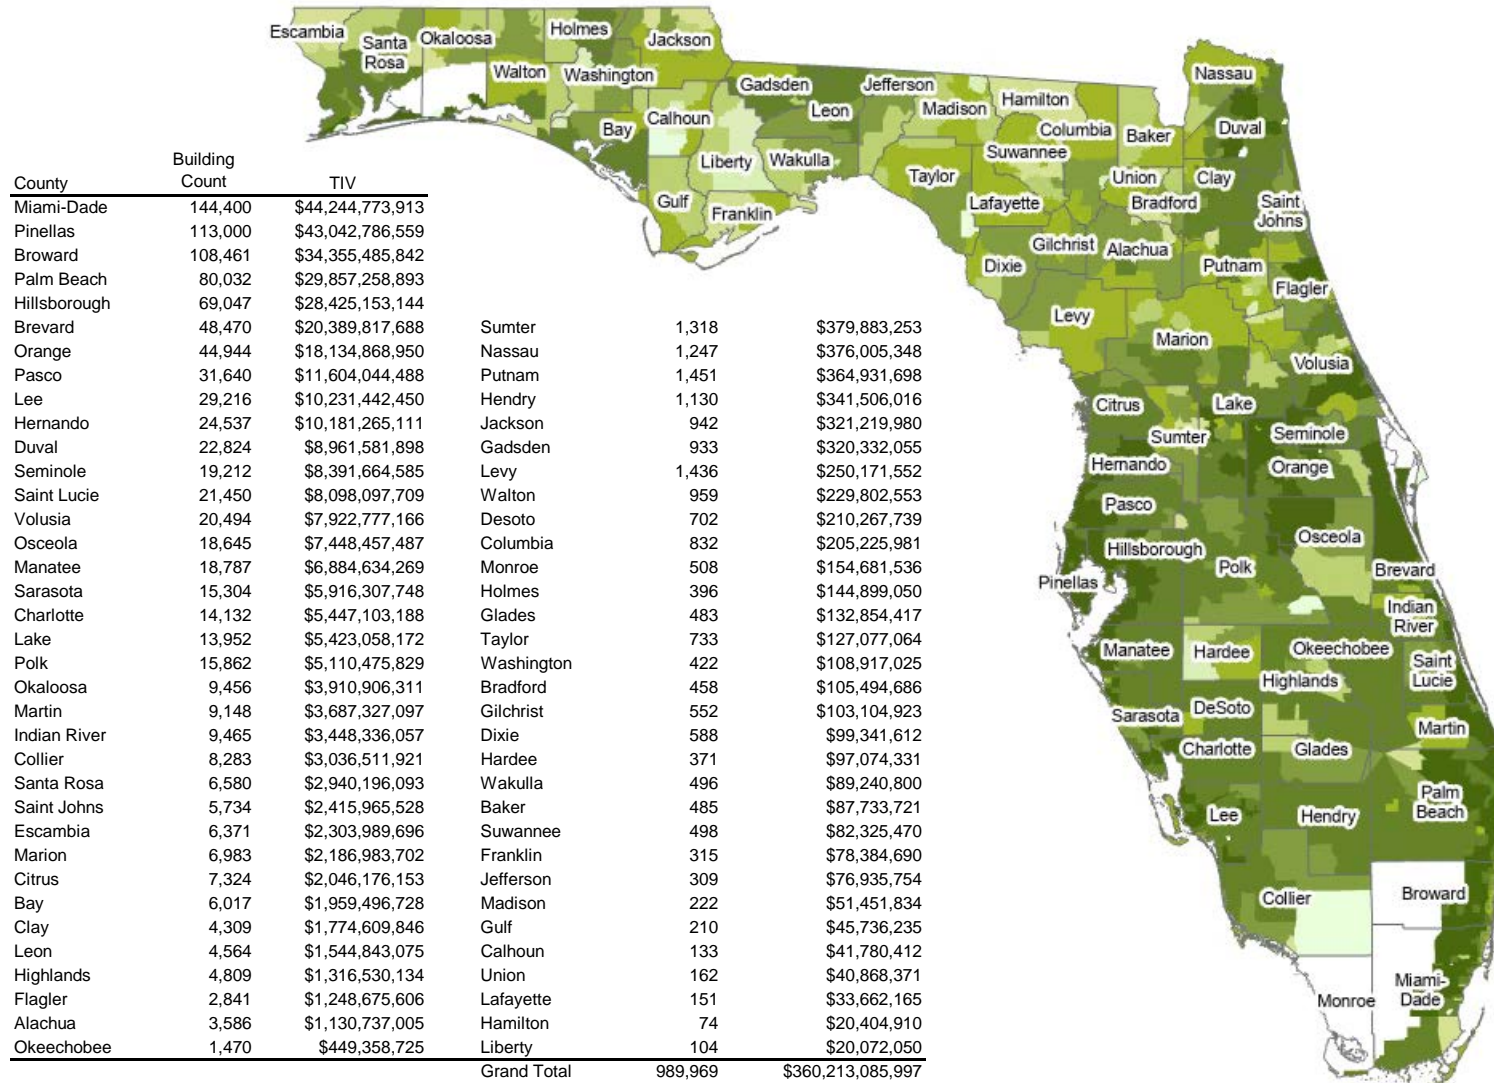 Building
County Count TIV
Miami-Dade 144,400 $44,244,773,913
Pinellas 113,000 $43,042,786,559
Broward 108,461 $34,355,485,842
Palm Beach 80,032 $29,857,258,893
Hillsborough 69,047 $28,425,153,144
Brevard 48,470 $20,389,817,688
Orange 44,944 $18,134,868,950
Pasco 31,640 $11,604,044,488
Lee 29,216 $10,231,442,450
Hernando 24,537 $10,181,265,111
Duval 22,824 $8,961,581,898
Seminole 19,212 $8,391,664,585
Saint Lucie 21,450 $8,098,097,709
Volusia 20,494 $7,922,777,166
Osceola 18,645 $7,448,457,487
Manatee 18,787 $6,884,634,269
Sarasota 15,304 $5,916,307,748
Charlotte 14,132 $5,447,103,188
Lake 13,952 $5,423,058,172
Polk 15,862 $5,110,475,829
Okaloosa 9,456 $3,910,906,311
Martin 9,148 $3,687,327,097
Indian River 9,465 $3,448,336,057
Collier 8,283 $3,036,511,921
Santa Rosa 6,580 $2,940,196,093
Saint Johns 5,734 $2,415,965,528
Escambia 6,371 $2,303,989,696
Marion 6,983 $2,186,983,702
Citrus 7,324 $2,046,176,153
Bay 6,017 $1,959,496,728
Clay 4,309 $1,774,609,846
Leon 4,564 $1,544,843,075
Highlands 4,809 $1,316,530,134
Flagler 2,841 $1,248,675,606
Alachua 3,586 $1,130,737,005
Okeechobee 1,470 $449,358,725
Sumter 1,318 $379,883,253
Nassau 1,247 $376,005,348
Putnam 1,451 $364,931,698
Hendry 1,130 $341,506,016
Jackson 942 $321,219,980
Gadsden 933 $320,332,055
Levy 1,436 $250,171,552
Walton 959 $229,802,553
Desoto 702 $210,267,739
Columbia 832 $205,225,981
Monroe 508 $154,681,536
Holmes 396 $144,899,050
Glades 483 $132,854,417
Taylor 733 $127,077,064
Washington 422 $108,917,025
Bradford 458 $105,494,686
Gilchrist 552 $103,104,923
Dixie 588 $99,341,612
Hardee 371 $97,074,331
Wakulla 496 $89,240,800
Baker 485 $87,733,721
Suwannee 498 $82,325,470
Franklin 315 $78,384,690
Jefferson 309 $76,935,754
Madison 222 $51,451,834
Gulf 210 $45,736,235
Calhoun 133 $41,780,412
Union 162 $40,868,371
Lafayette 151 $33,662,165
Hamilton 74 $20,404,910
Liberty 104 $20,072,050
Grand Total 989,969 $360,213,085,997
Escambia
Santa
Rosa
Okaloosa
Holmes
Jackson
Walton
Washington
Bay
Calhoun
Gadsden
Leon
Jefferson
Madison
Hamilton
Liberty
Wakulla
Gulf
Franklin
Taylor
Suwannee
Columbia
Baker
Nassau
Duval
Lafayette
Union
Bradford
Clay
Saint
Johns
Dixie
Gilchrist
Alachua
Putnam
Flagler
Levy
Marion
Volusia
Citrus
Lake
Sumter
Seminole
Hernando
Orange
Pasco
Hillsborough
Osceola
Polk
Pinellas
Brevard
Indian
River
Manatee
Hardee
Okeechobee
Saint
Lucie
Highlands
Sarasota
DeSoto
Martin
Charlotte
Glades
Palm
Beach
Lee
Hendry
Collier
Broward
Miami-
Dade
Monroe